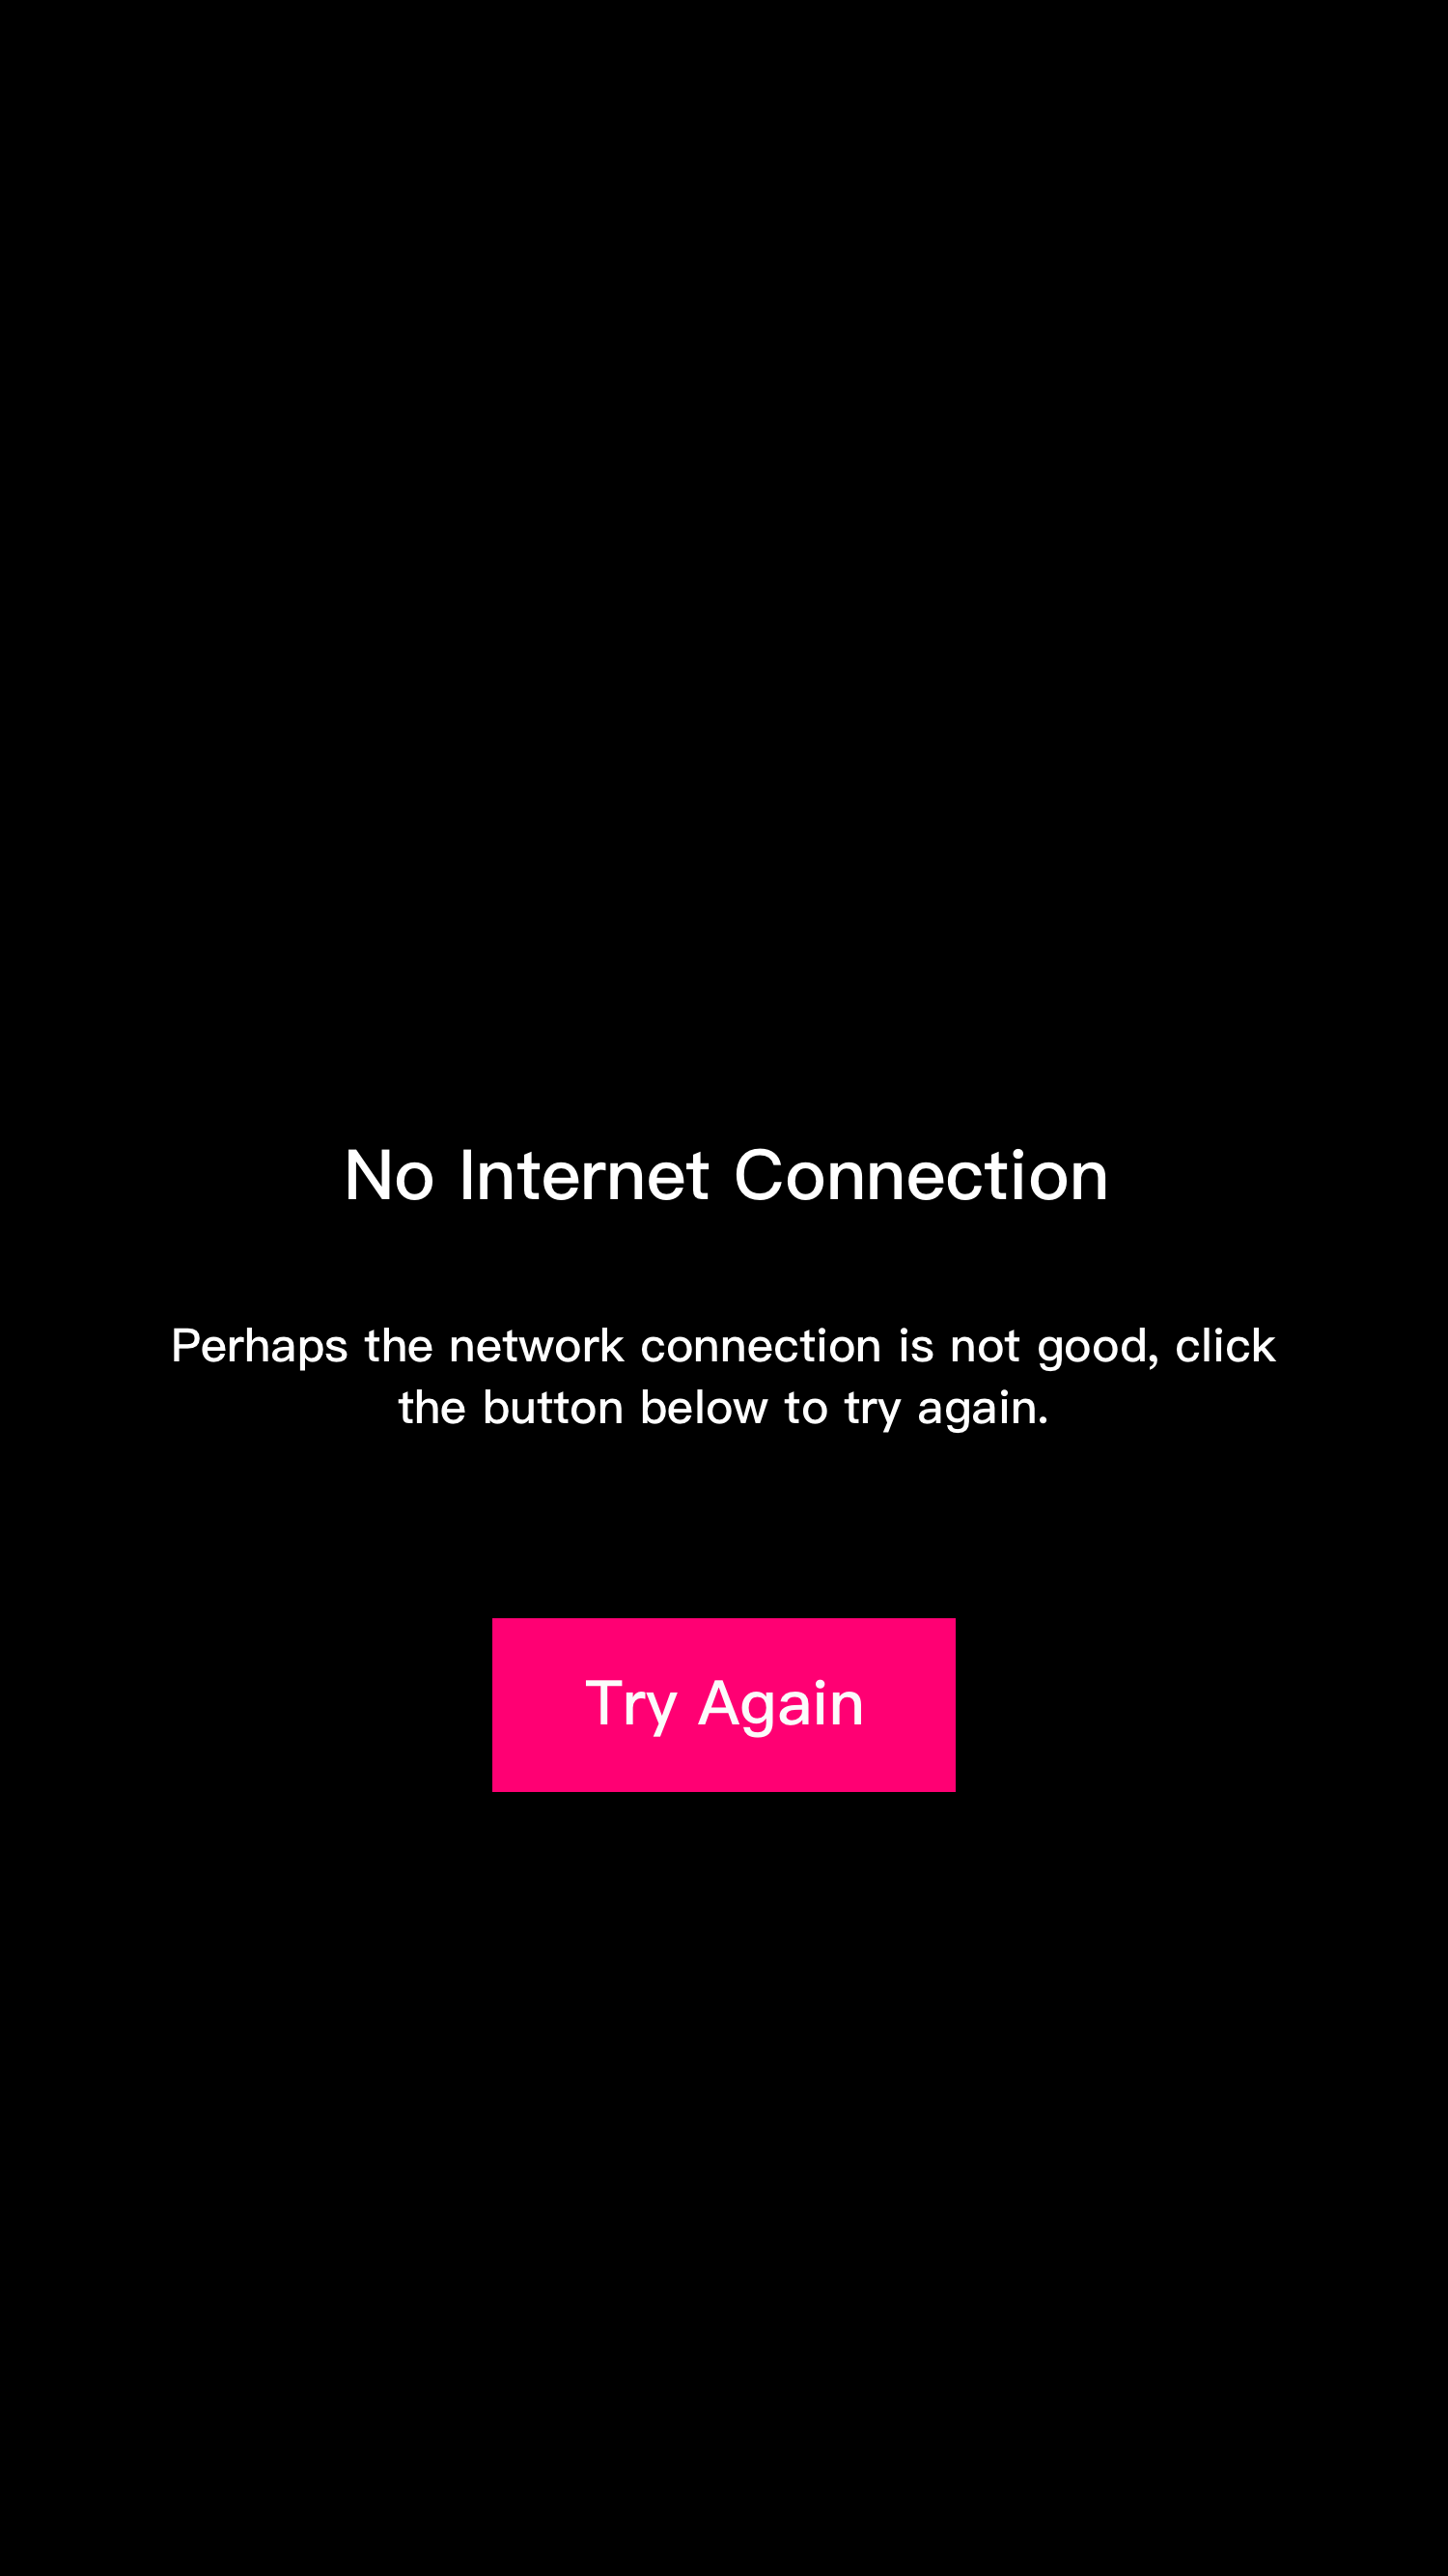 No Internet Connection
Perhaps the network connection is not good, click
the button below to try again.
Try Again